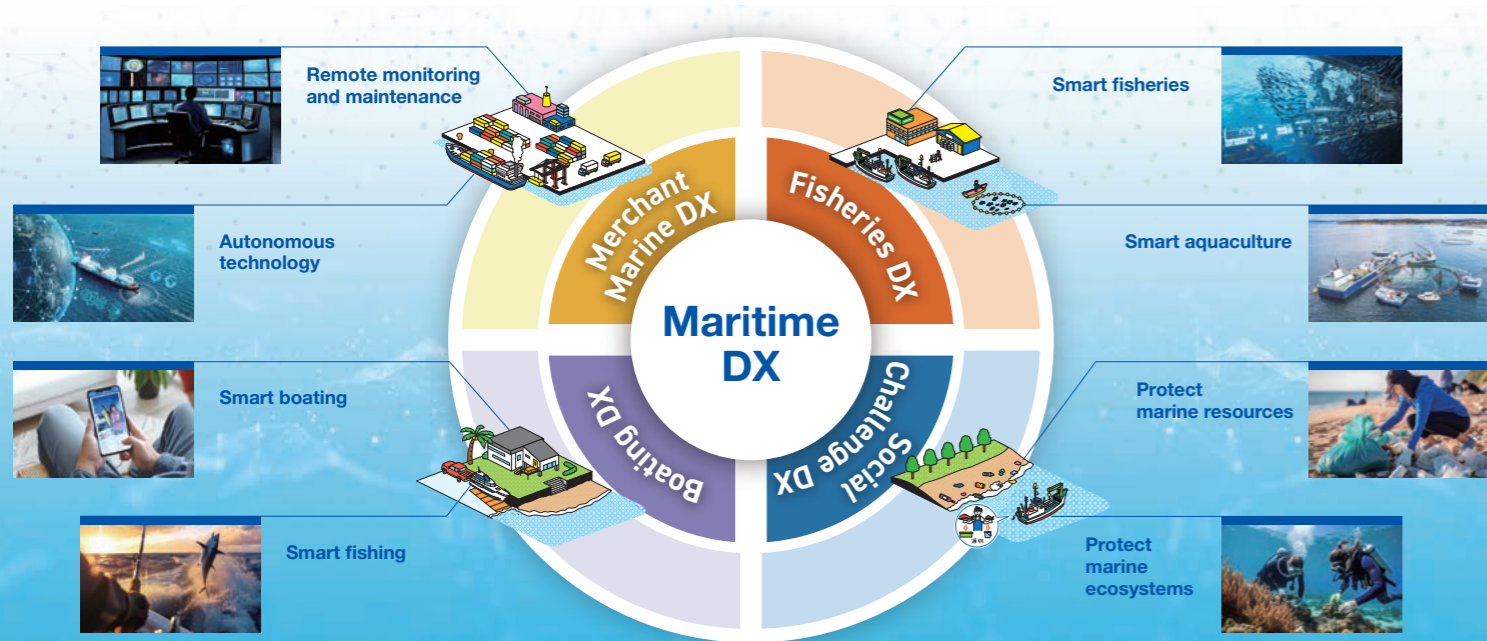 Remote monitoring
and maintenance
Autonomous
technology
Smart boating
Smart fishing
Merchant
Marine DX
Fisheries DX
Maritime
DX
Boating DX
Social
Challenge DX
Smart fisheries
Smart aquaculture
Protect
marine resources
Protect
marine
ecosystems